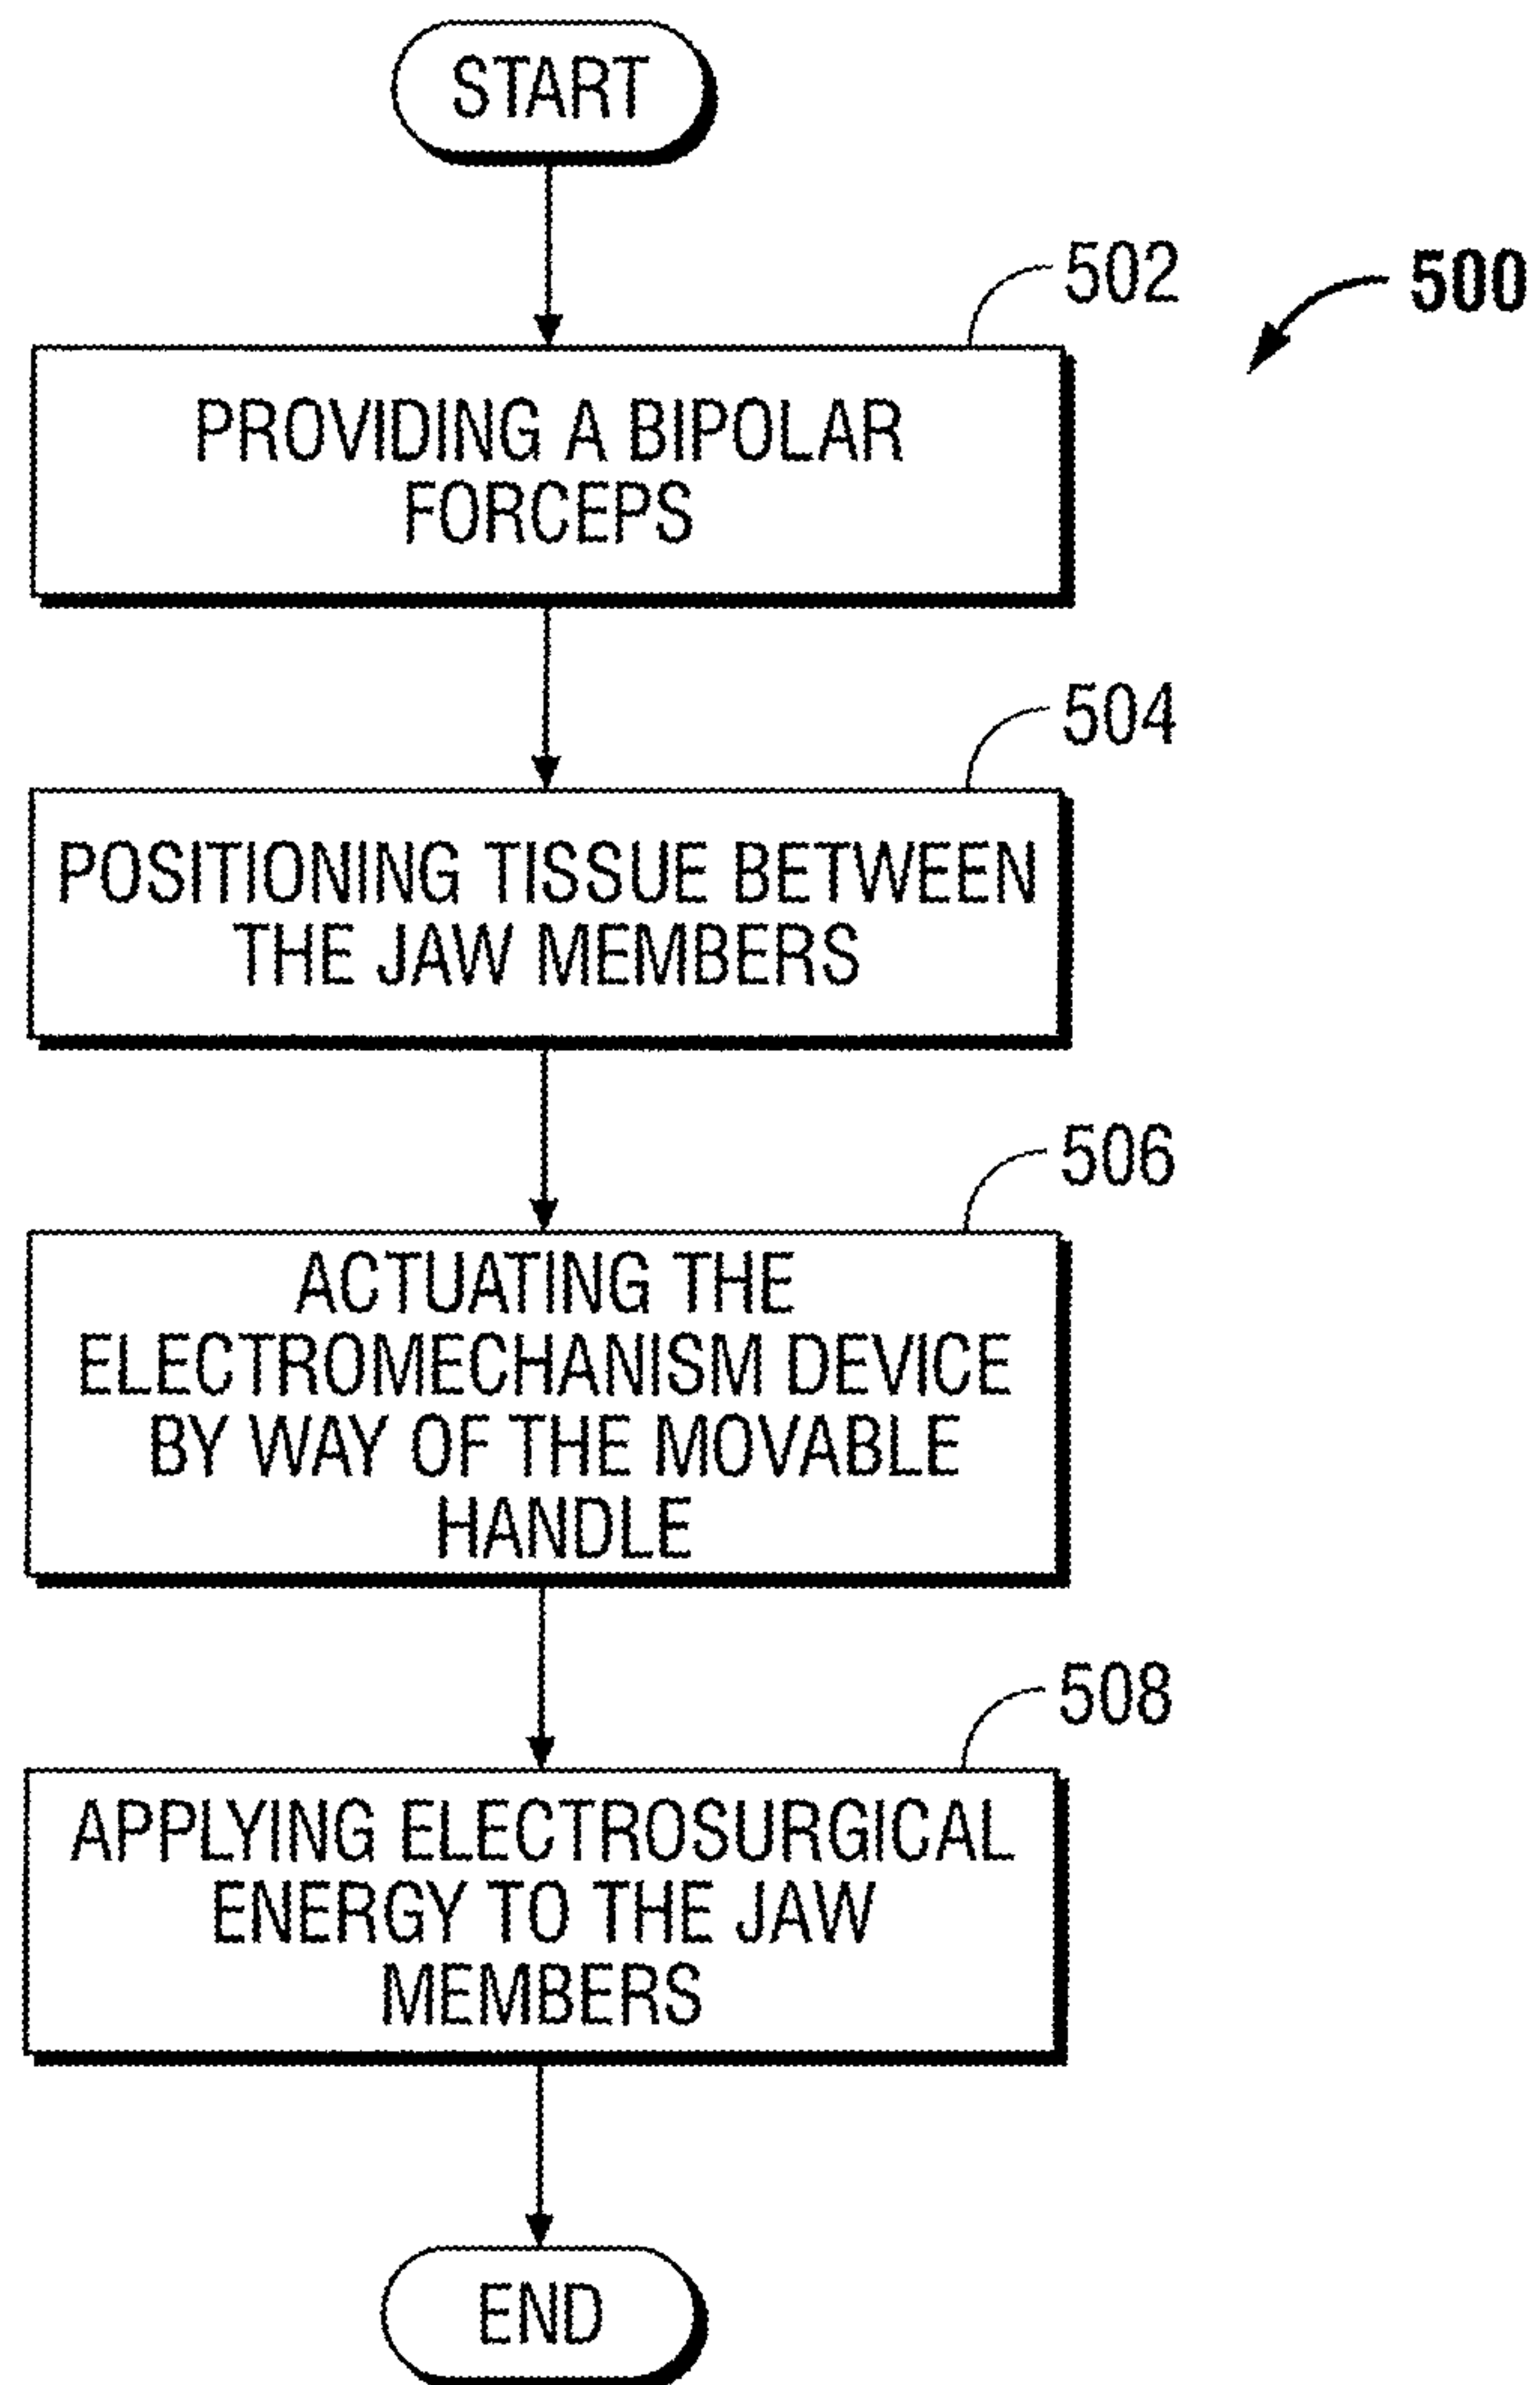 START
502
500
PROVIDING A BIPOLAR
FORCEPS
504
POSITIONING TISSUE BETWEEN
THE JAW MEMBERS
506
ACTUATING THE
ELECTROMECHANISM DEVICE
BY WAY OF THE MOVABLE
HANDLE
508
APPLYING ELECTROSURGICAL
ENERGY TO THE JAW
MEMBERS
END